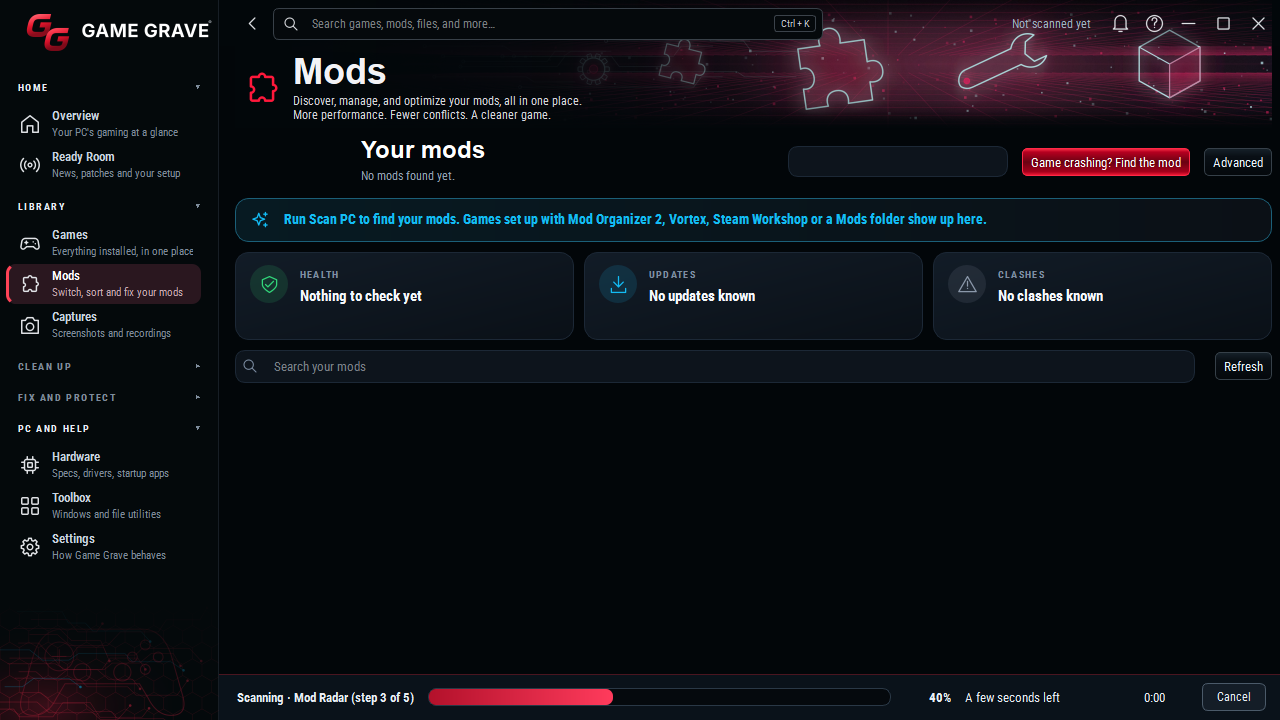 GAME GRAVE
Search games, mods, files, and more...
Ctrl + K
Not scanned yet
HOME
Overview
Your PC's gaming at a glance
Ready Room
News, patches and your setup
LIBRARY
Games
Everything installed, in one place
Mods
Switch, sort and fix your mods
Captures
Screenshots and recordings
CLEAN UP
FIX AND PROTECT
PC AND HELP
Hardware
Specs, drivers, startup apps
Toolbox
Windows and file utilities
Settings
How Game Grave behaves
Mods
Discover, manage, and optimize your mods, all in one place.
More performance. Fewer conflicts. A cleaner game.
Your mods
No mods found yet.
Game crashing? Find the mod
Advanced
Run Scan PC to find your mods. Games set up with Mod Organizer 2, Vortex, Steam Workshop or a Mods folder show up here.
HEALTH
Nothing to check yet
UPDATES
No updates known
CLASHES
No clashes known
Search your mods
Refresh
Scanning · Mod Radar (step 3 of 5)
40%
A few seconds left
0:00
Cancel